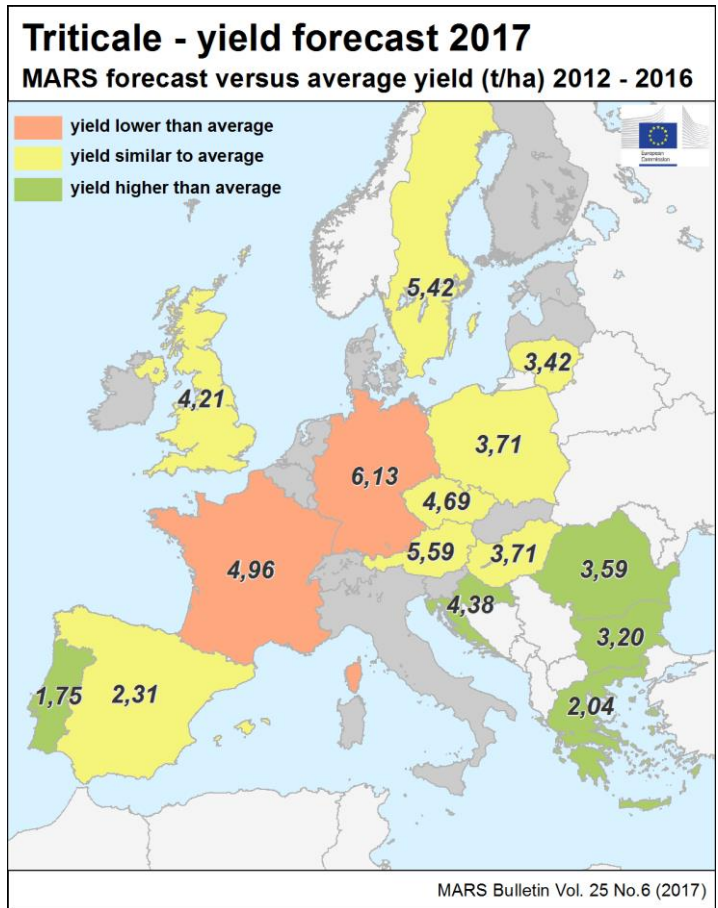 Triticale - yield forecast 2017
MARS forecast versus average yield (t/ha) 2012 - 2016
yield lower than average
yield similar to average
yield higher than average
European
Commission
5,42
3,42
4,21
3,71
6,13
4,69
5,59
3,71
4,96
3,59
4,38
3,20
1,75
2,31
2,04
MARS Bulletin Vol. 25 No.6 (2017)